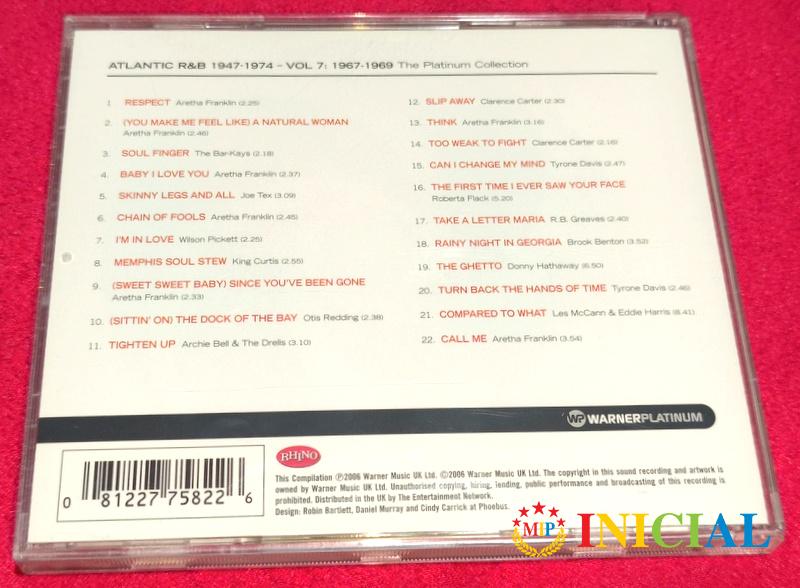 ATLANTIC R&B 1947-1974 – VOL 7: 1967-1969 The Platinum Collection
1 RESPECT Aretha Franklin (2.25)
2. (YOU MAKE ME FEEL LIKE) A NATURAL WOMAN
Aretha Franklin (2.46)
3. SOUL FINGER The Bar-Kays (2.18)
4. BABY I LOVE YOU Aretha Franklin (2.37)
5. SKINNY LEGS AND ALL Joe Tex (3.09)
6. CHAIN OF FOOLS Aretha Franklin (2.45)
7. I'M IN LOVE Wilson Pickett (2.25)
8. MEMPHIS SOUL STEW King Curtis (2.55)
9. (SWEET SWEET BABY) SINCE YOU'VE BEEN GONE
Aretha Franklin (2.33)
10. (SITTIN' ON) THE DOCK OF THE BAY Otis Redding (2.38)
11. TIGHTEN UP Archie Bell & The Drells (3.10)
12. SLIP AWAY Clarence Carter (2.30)
13. THINK Aretha Franklin (3.16)
14. TOO WEAK TO FIGHT Clarence Carter (2.16)
15. CAN I CHANGE MY MIND Tyrone Davis (2.47)
16. THE FIRST TIME I EVER SAW YOUR FACE
Roberta Flack (5.20)
17. TAKE A LETTER MARIA R.B. Greaves (2.40)
18. RAINY NIGHT IN GEORGIA Brook Benton (3.52)
19. THE GHETTO Donny Hathaway (6.50)
20. TURN BACK THE HANDS OF TIME Tyrone Davis (2.46)
21. COMPARED TO WHAT Les McCann & Eddie Harris (8.41)
22. CALL ME Aretha Franklin (3.54)
WP WARNERPLATINUM
RHINO
0 81227 75822 6
This Compilation ℗2006 Warner Music UK Ltd. ©2006 Warner Music UK Ltd. The copyright in this sound recording and artwork is
owned by Warner Music UK Ltd. Unauthorised copying, hiring, lending, public performance and broadcasting of this recording is
prohibited. Distributed in the UK by The Entertainment Network.
Design: Robin Bartlett, Daniel Murray and Cindy Carrick at Phoebus.
MIP INICIAL